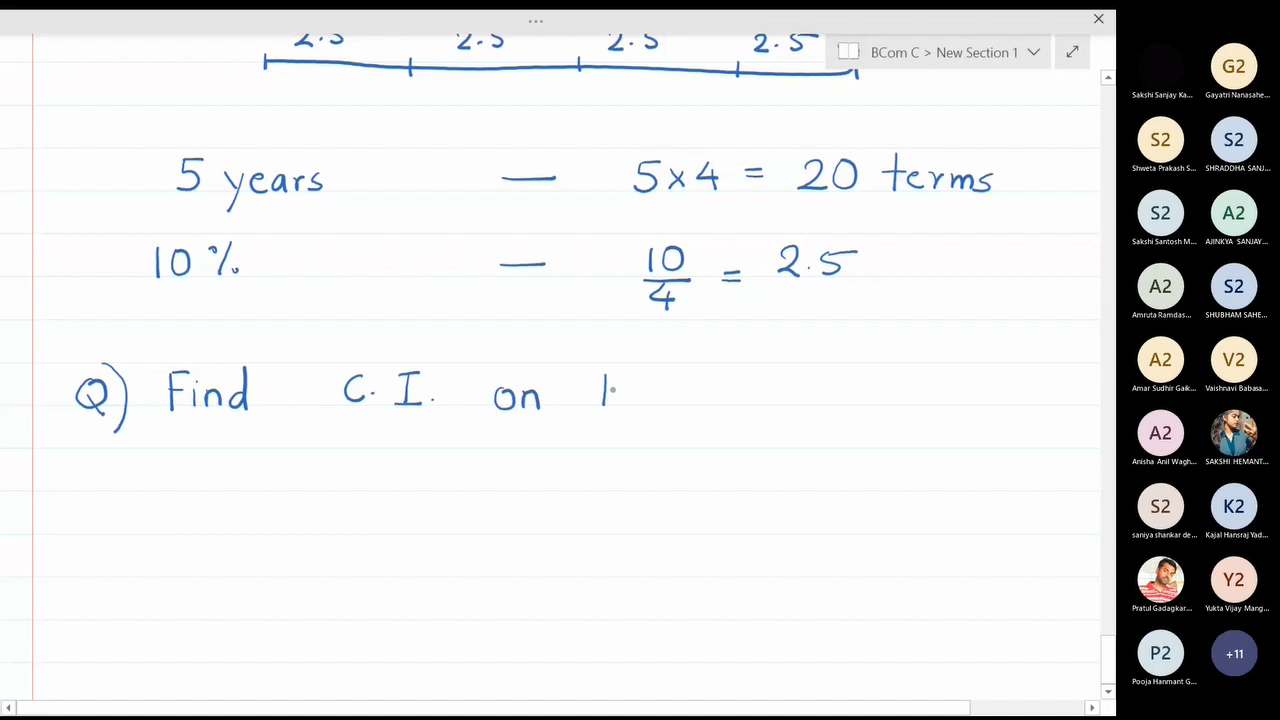 2.5 2.5 2.5 2.5
BCom C > New Section 1
5 years — 5x4 = 20 terms
10% — 10/4 = 2.5
Q) Find C. I. on
Sakshi Sanjay Ka...
G2
Gayatri Nanasahe...
S2
Shweta Prakash S...
S2
SHRADDHA SANJ...
S2
Sakshi Santosh M...
A2
AJINKYA SANJAY...
A2
Amruta Ramdas...
S2
SHUBHAM SAHE...
A2
Amar Sudhir Gaik...
V2
Vaishnavi Babasa...
A2
Anisha Anil Wagh...
SAKSHI HEMANT...
S2
saniya shankar de...
K2
Kajal Hansraj Yad...
Pratul Gadagkar...
Y2
Yukta Vijay Mang...
P2
Pooja Hanmant G...
+11